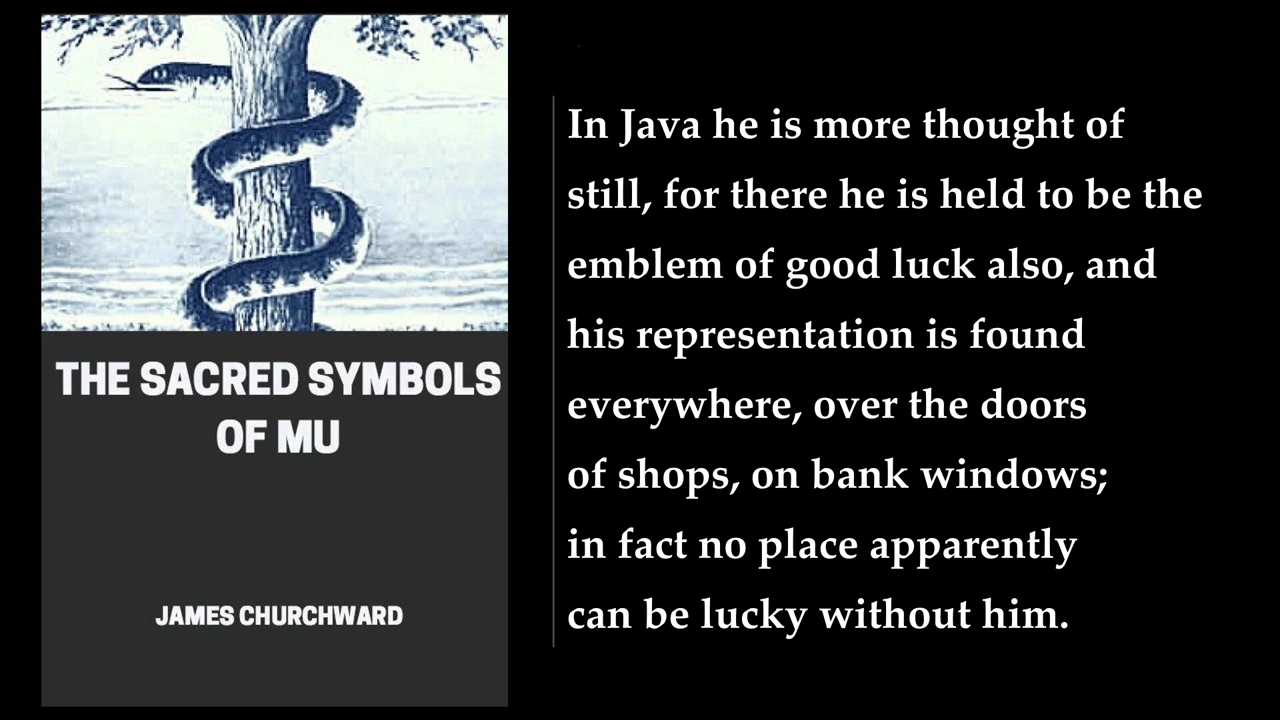 THE SACRED SYMBOLS
OF MU
JAMES CHURCHWARD
In Java he is more thought of
still, for there he is held to be the
emblem of good luck also, and
his representation is found
everywhere, over the doors
of shops, on bank windows;
in fact no place apparently
can be lucky without him.